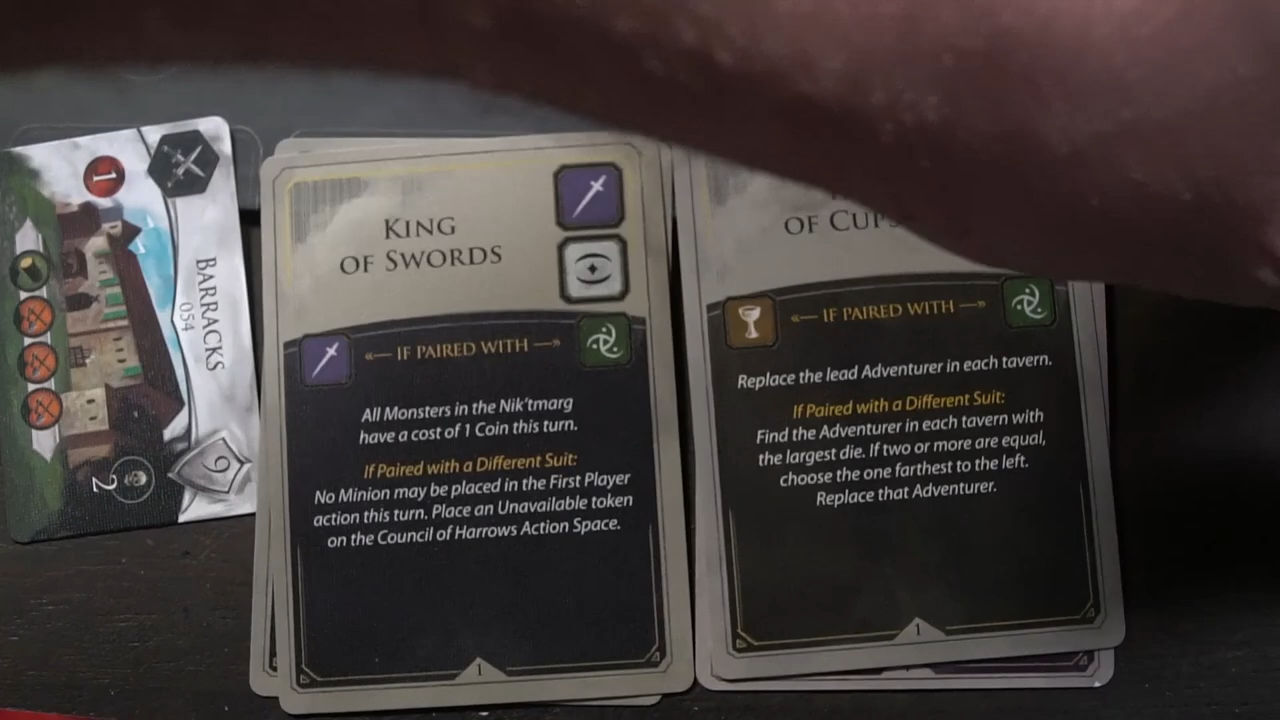 1
BARRACKS
054
9
2
KING
OF SWORDS
«— IF PAIRED WITH —»
All Monsters in the Nik'tmarg
have a cost of 1 Coin this turn.
If Paired with a Different Suit:
No Minion may be placed in the First Player
action this turn. Place an Unavailable token
on the Council of Harrows Action Space.
1
OF CUPS
«— IF PAIRED WITH —»
Replace the lead Adventurer in each tavern.
If Paired with a Different Suit:
Find the Adventurer in each tavern with
the largest die. If two or more are equal,
choose the one farthest to the left.
Replace that Adventurer.
1